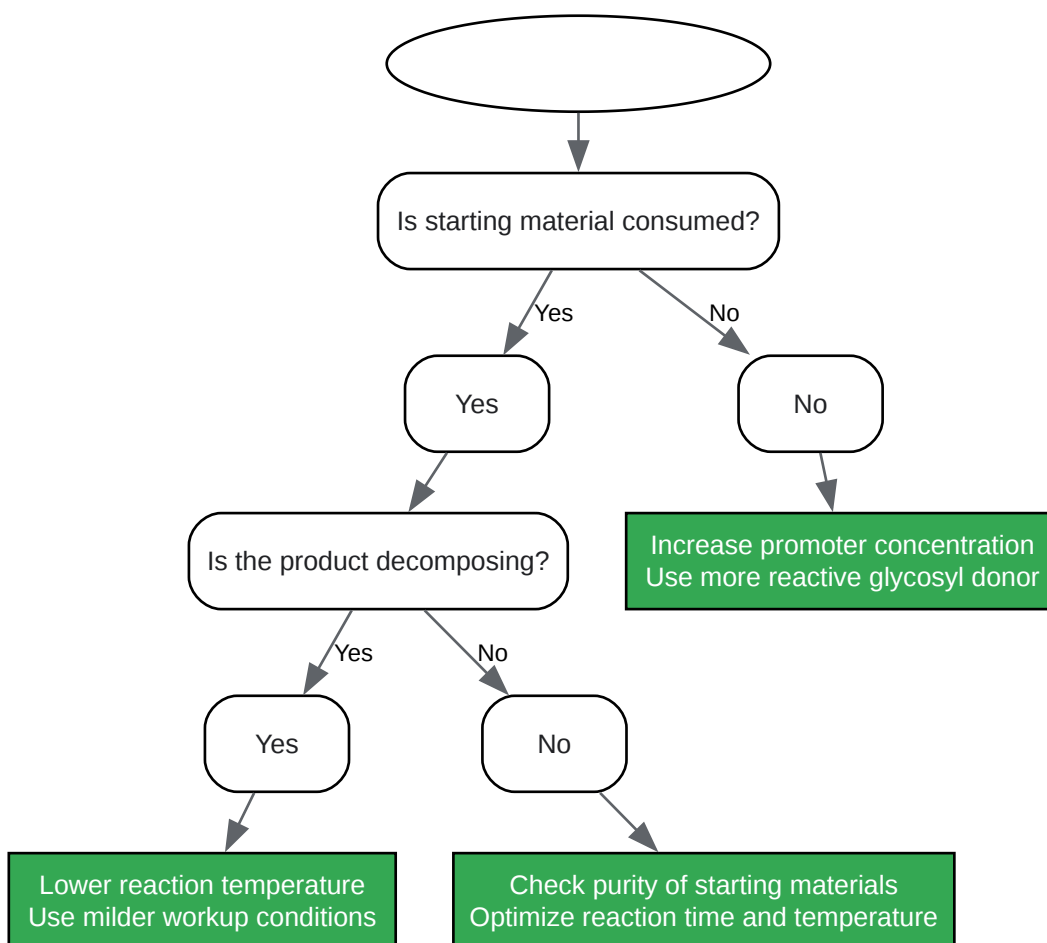 Is starting material consumed?
Yes
No
Yes
No
Is the product decomposing?
Increase promoter concentration
Use more reactive glycosyl donor
Yes
No
Yes
No
Lower reaction temperature
Use milder workup conditions
Check purity of starting materials
Optimize reaction time and temperature